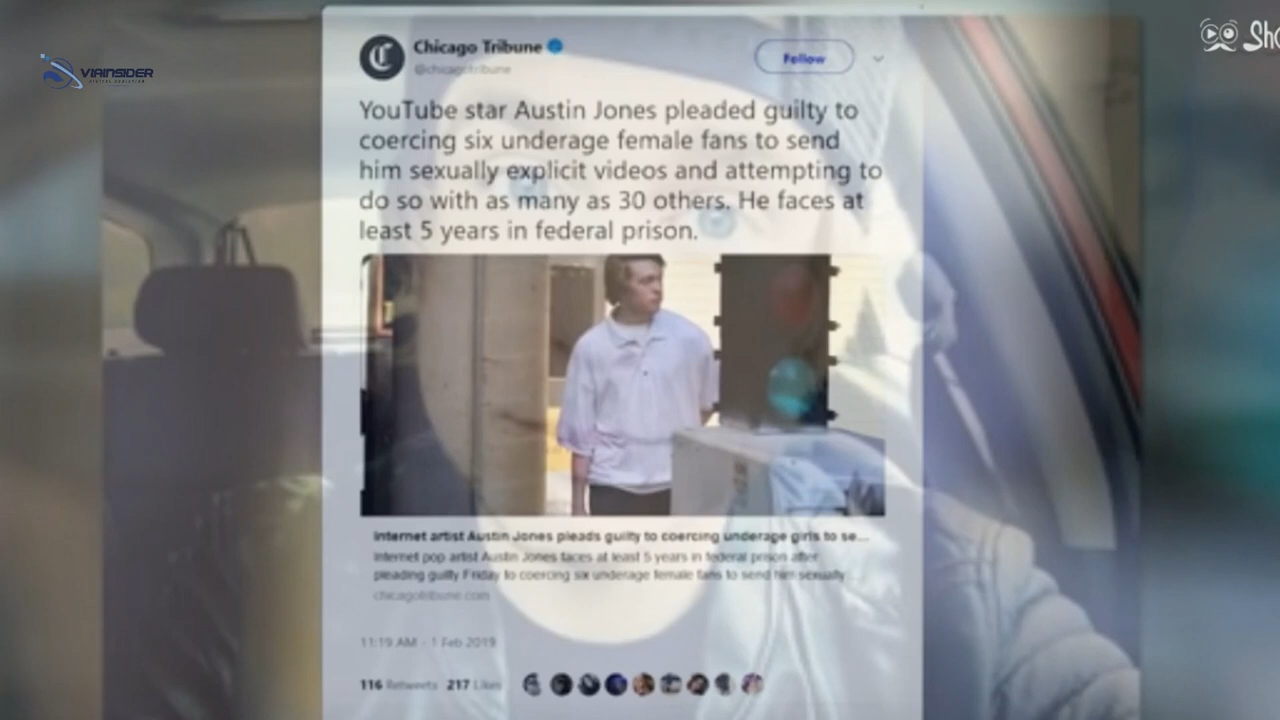 VIAINSIDER
Sho
Chicago Tribune
@chicagotribune
Follow
YouTube star Austin Jones pleaded guilty to
coercing six underage female fans to send
him sexually explicit videos and attempting to
do so with as many as 30 others. He faces at
least 5 years in federal prison.
Internet artist Austin Jones pleads guilty to coercing underage girls to se...
Internet pop artist Austin Jones faces at least 5 years in federal prison after
pleading guilty Friday to coercing six underage female fans to send him sexually
chicagotribune.com
11:19 AM - 1 Feb 2019
116 Retweets 217 Likes